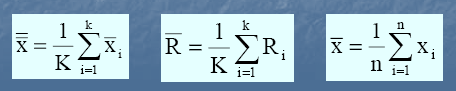 x̿ = 1/K ∑_{i=1}^{k} x̄_i
R̄ = 1/K ∑_{i=1}^{k} R_i
x̄ = 1/n ∑_{i=1}^{n} x_i